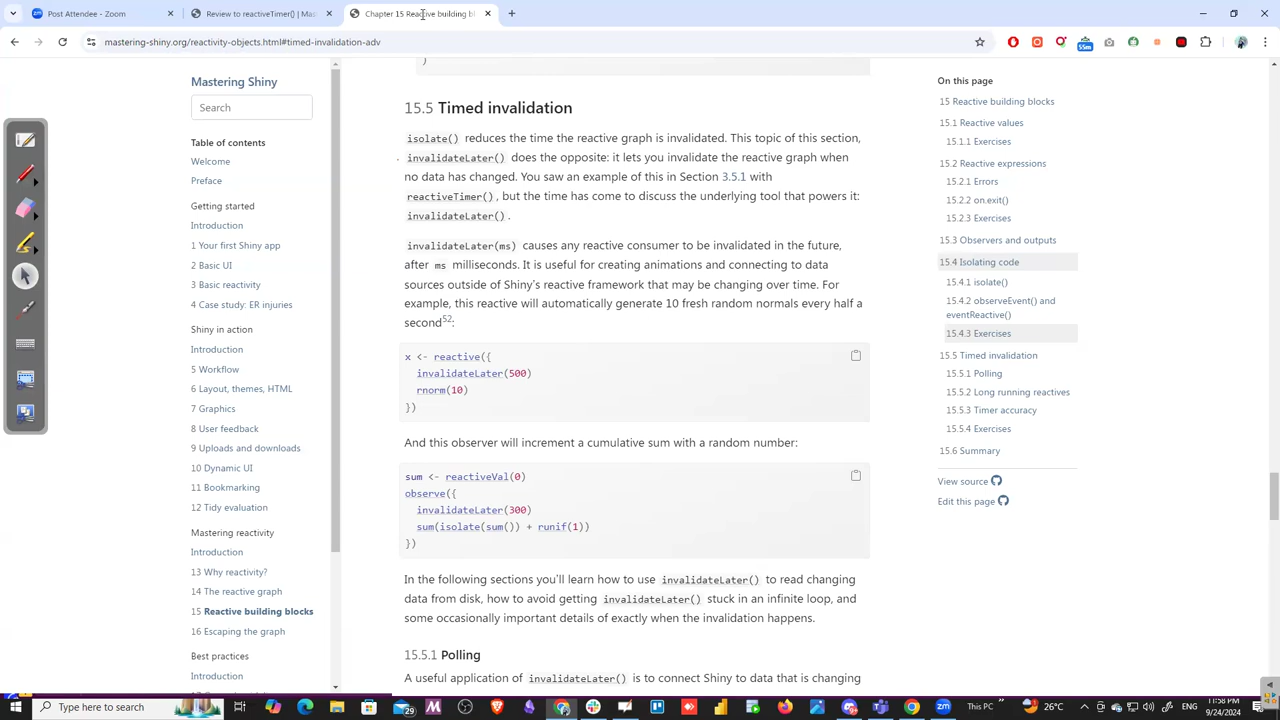 Post Attendee - Zoom
Review reactiveTimer() | Mast
Chapter 15 Reactive building bl
mastering-shiny.org/reactivity-objects.html#timed-invalidation-adv
55m
Mastering Shiny
Search
Table of contents
Welcome
Preface
Getting started
Introduction
1 Your first Shiny app
2 Basic UI
3 Basic reactivity
4 Case study: ER injuries
Shiny in action
Introduction
5 Workflow
6 Layout, themes, HTML
7 Graphics
8 User feedback
9 Uploads and downloads
10 Dynamic UI
11 Bookmarking
12 Tidy evaluation
Mastering reactivity
Introduction
13 Why reactivity?
14 The reactive graph
15 Reactive building blocks
16 Escaping the graph
Best practices
Introduction
)
15.5 Timed invalidation
isolate() reduces the time the reactive graph is invalidated. This topic of this section,
invalidateLater() does the opposite: it lets you invalidate the reactive graph when
no data has changed. You saw an example of this in Section 3.5.1 with
reactiveTimer(), but the time has come to discuss the underlying tool that powers it:
invalidateLater().
invalidateLater(ms) causes any reactive consumer to be invalidated in the future,
after ms milliseconds. It is useful for creating animations and connecting to data
sources outside of Shiny's reactive framework that may be changing over time. For
example, this reactive will automatically generate 10 fresh random normals every half a
second52:
x <- reactive({
invalidateLater(500)
rnorm(10)
})
And this observer will increment a cumulative sum with a random number:
sum <- reactiveVal(0)
observe({
invalidateLater(300)
sum(isolate(sum()) + runif(1))
})
In the following sections you'll learn how to use invalidateLater() to read changing
data from disk, how to avoid getting invalidateLater() stuck in an infinite loop, and
some occasionally important details of exactly when the invalidation happens.
15.5.1 Polling
A useful application of invalidateLater() is to connect Shiny to data that is changing
On this page
15 Reactive building blocks
15.1 Reactive values
15.1.1 Exercises
15.2 Reactive expressions
15.2.1 Errors
15.2.2 on.exit()
15.2.3 Exercises
15.3 Observers and outputs
15.4 Isolating code
15.4.1 isolate()
15.4.2 observeEvent() and
eventReactive()
15.4.3 Exercises
15.5 Timed invalidation
15.5.1 Polling
15.5.2 Long running reactives
15.5.3 Timer accuracy
15.5.4 Exercises
15.6 Summary
View source
Edit this page
Type here to search
29
This PC
26°C
11:58 PM
9/24/2024